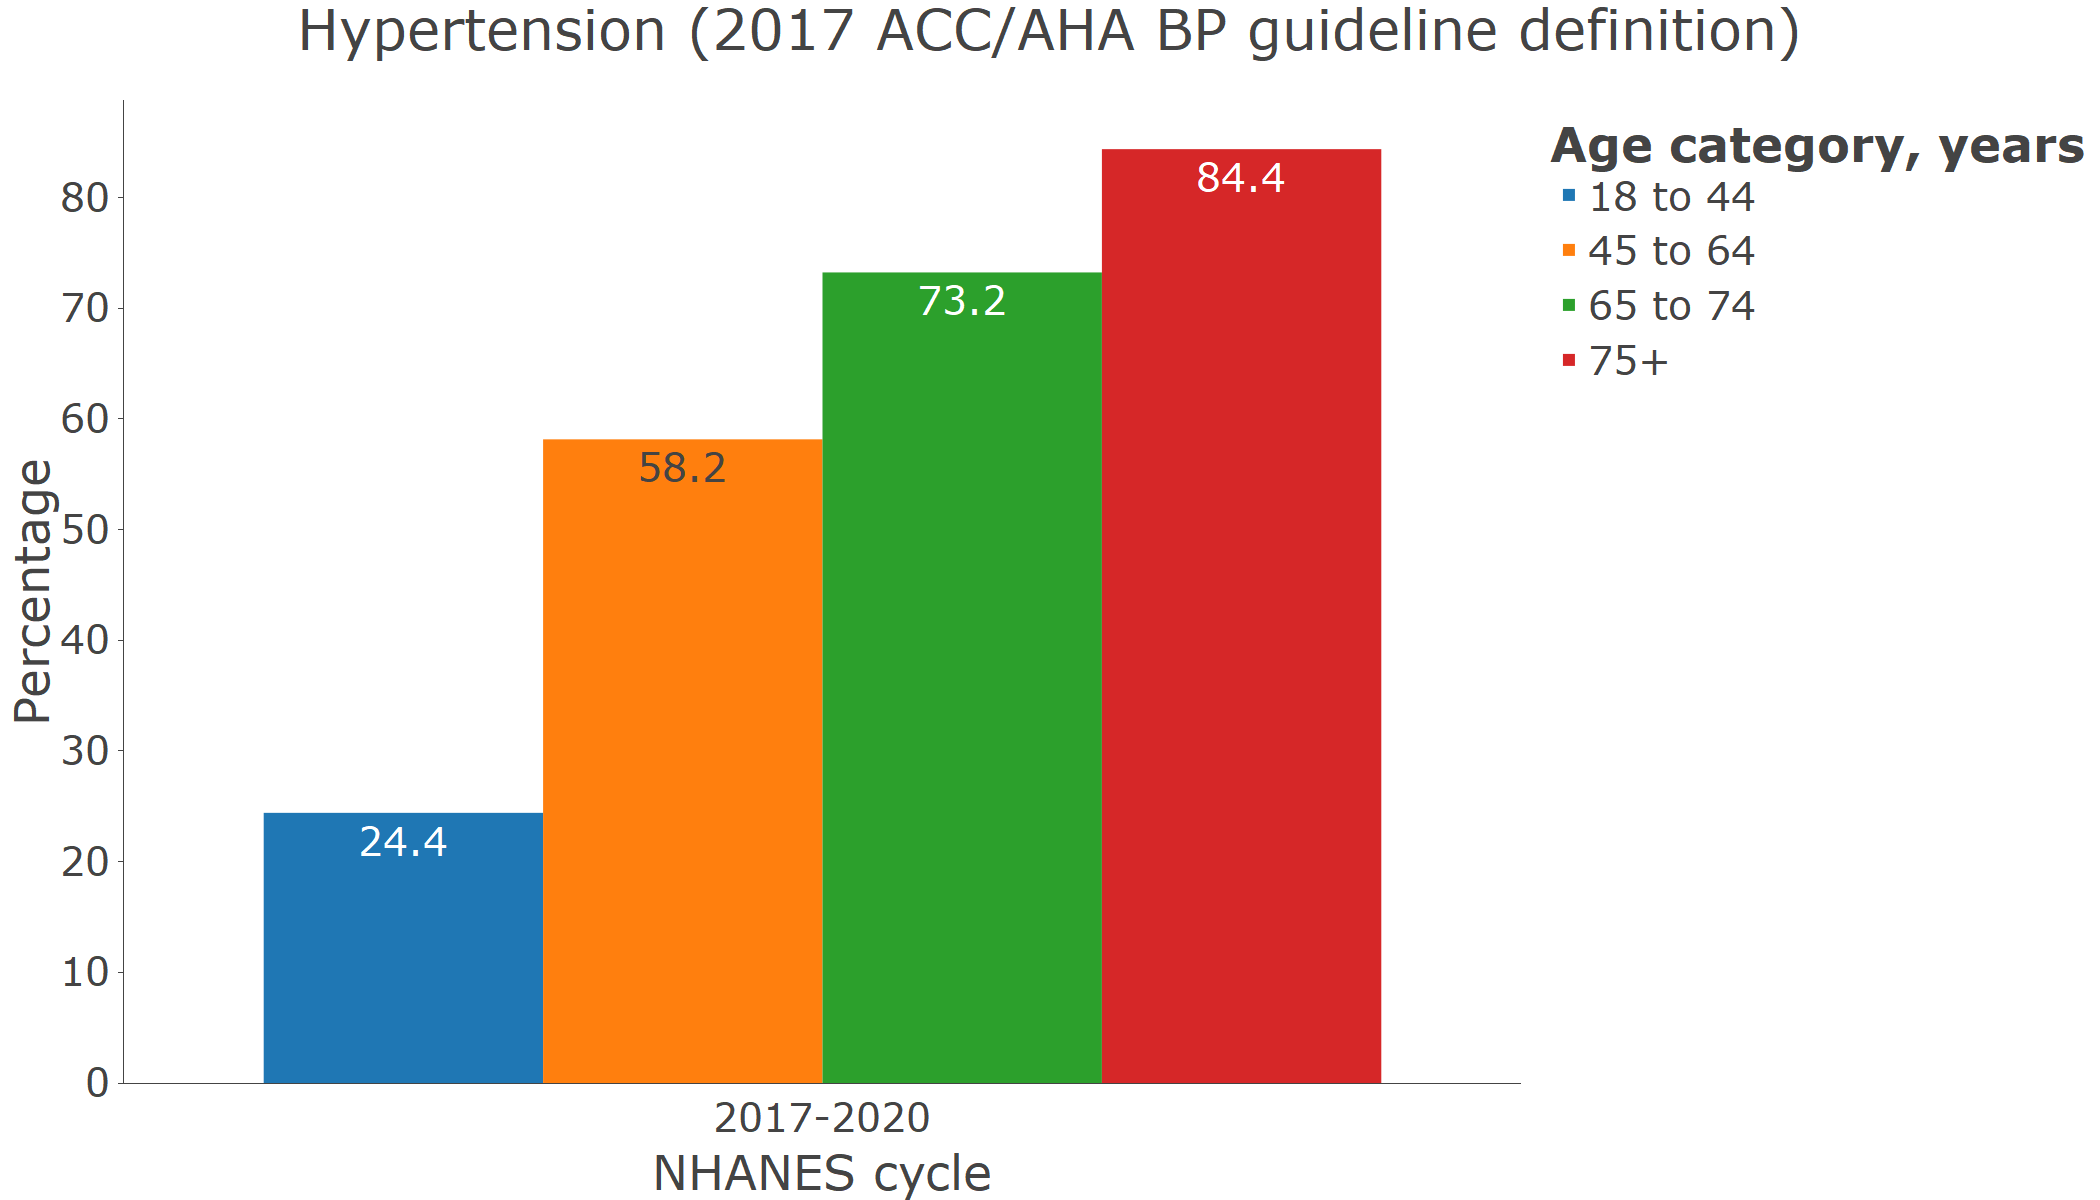 Hypertension (2017 ACC/AHA BP guideline definition)
Percentage
80
70
60
50
40
30
20
10
0
24.4
58.2
73.2
84.4
2017-2020
NHANES cycle
Age category, years
18 to 44
45 to 64
65 to 74
75+